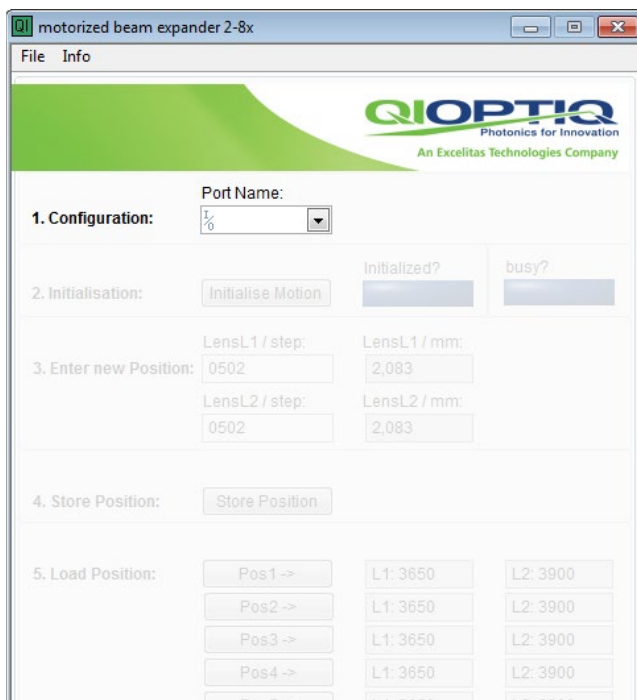 QI motorized beam expander 2-8x
File Info
QIOPTIQ
Photonics for Innovation
An Excelitas Technologies Company
Port Name:
1. Configuration: I/O
Initialized? busy?
2. Initialisation: Initialise Motion
LensL1 / step: LensL1 / mm:
3. Enter new Position: 0502 2,083
LensL2 / step: LensL2 / mm:
0502 2,083
4. Store Position: Store Position
5. Load Position: Pos1 -> L1: 3650 L2: 3900
Pos2 -> L1: 3650 L2: 3900
Pos3 -> L1: 3650 L2: 3900
Pos4 -> L1: 3650 L2: 3900